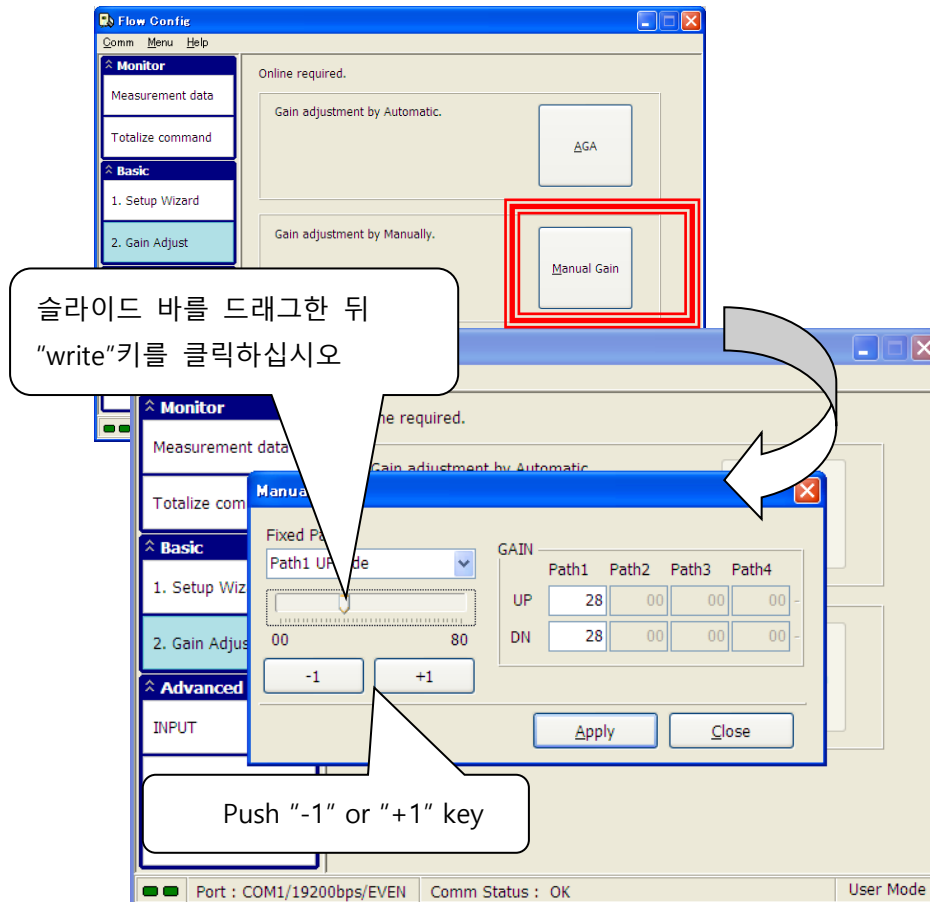 Flow Config
Comm Menu Help
Monitor
Measurement data
Totalize command
Basic
1. Setup Wizard
2. Gain Adjust
Online required.
Gain adjustment by Automatic.
AGA
Gain adjustment by Manually.
Manual Gain
슬라이드 바를 드래그한 뒤
"write"키를 클릭하십시오
Monitor
Measurement data
Totalize com
Basic
1. Setup Wiz
2. Gain Adjus
Advanced
INPUT
ne required.
Gain adjustment by Automatic
Manua
Fixed Pa
Path1 UP de
00 80
-1 +1
GAIN
Path1 Path2 Path3 Path4
UP 28 00 00 00
DN 28 00 00 00
Apply Close
Push "-1" or "+1" key
Port : COM1/19200bps/EVEN Comm Status : OK User Mode